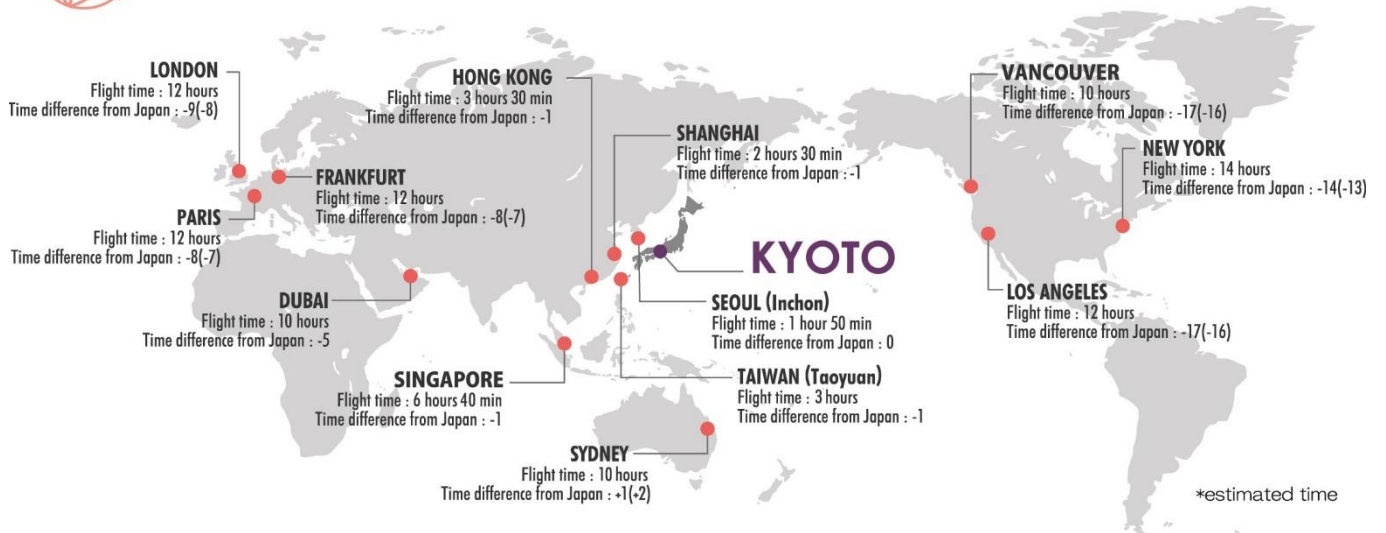 LONDON
Flight time : 12 hours
Time difference from Japan : -9(-8)
HONG KONG
Flight time : 3 hours 30 min
Time difference from Japan : -1
VANCOUVER
Flight time : 10 hours
Time difference from Japan : -17(-16)
SHANGHAI
Flight time : 2 hours 30 min
Time difference from Japan : -1
NEW YORK
Flight time : 14 hours
Time difference from Japan : -14(-13)
FRANKFURT
Flight time : 12 hours
Time difference from Japan : -8(-7)
PARIS
Flight time : 12 hours
Time difference from Japan : -8(-7)
KYOTO
DUBAI
Flight time : 10 hours
Time difference from Japan : -5
SEOUL (Inchon)
Flight time : 1 hour 50 min
Time difference from Japan : 0
LOS ANGELES
Flight time : 12 hours
Time difference from Japan : -17(-16)
SINGAPORE
Flight time : 6 hours 40 min
Time difference from Japan : -1
TAIWAN (Taoyuan)
Flight time : 3 hours
Time difference from Japan : -1
SYDNEY
Flight time : 10 hours
Time difference from Japan : +1(+2)
*estimated time